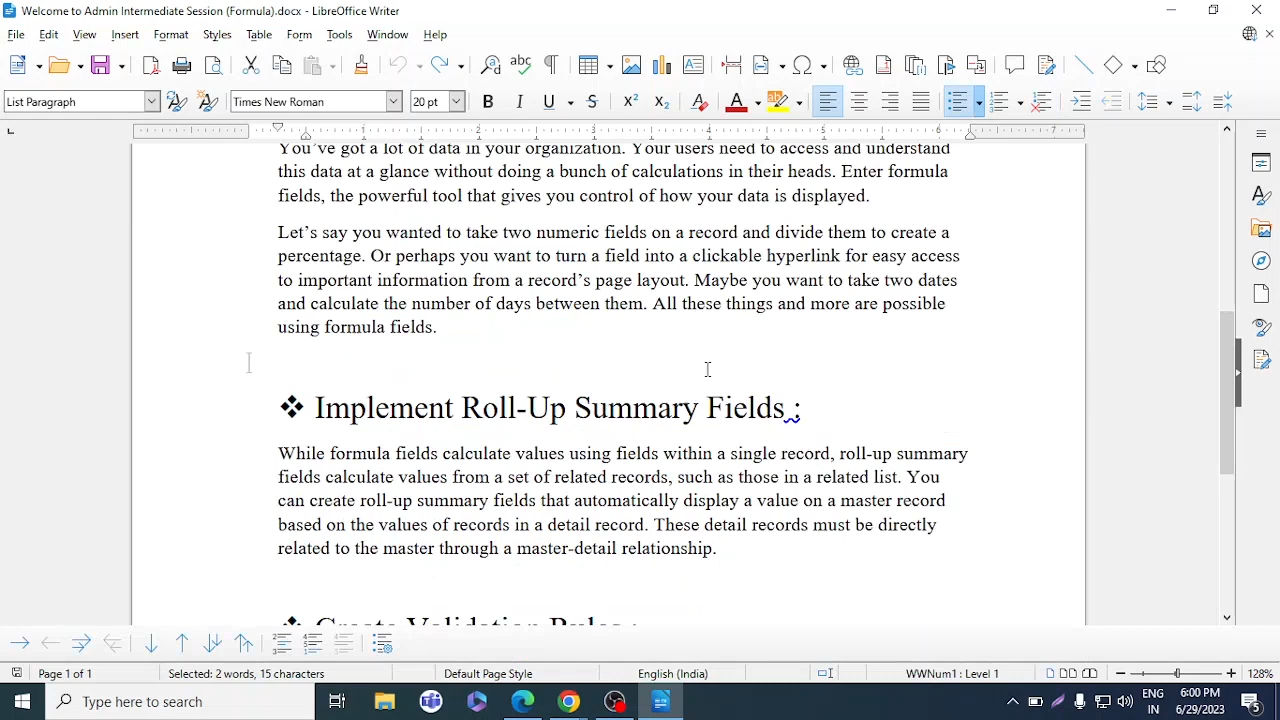 Welcome to Admin Intermediate Session (Formula).docx - LibreOffice Writer
File Edit View Insert Format Styles Table Form Tools Window Help
List Paragraph Times New Roman 20 pt
1 2 3 4 5 6 7
You've got a lot of data in your organization. Your users need to access and understand
this data at a glance without doing a bunch of calculations in their heads. Enter formula
fields, the powerful tool that gives you control of how your data is displayed.
Let's say you wanted to take two numeric fields on a record and divide them to create a
percentage. Or perhaps you want to turn a field into a clickable hyperlink for easy access
to important information from a record's page layout. Maybe you want to take two dates
and calculate the number of days between them. All these things and more are possible
using formula fields.
❖ Implement Roll-Up Summary Fields :
While formula fields calculate values using fields within a single record, roll-up summary
fields calculate values from a set of related records, such as those in a related list. You
can create roll-up summary fields that automatically display a value on a master record
based on the values of records in a detail record. These detail records must be directly
related to the master through a master-detail relationship.
❖ Create Validation Rules :
Page 1 of 1 Selected: 2 words, 15 characters Default Page Style English (India) WWNum1 : Level 1 128%
Type here to search
ENG 6:00 PM
IN 6/29/2023